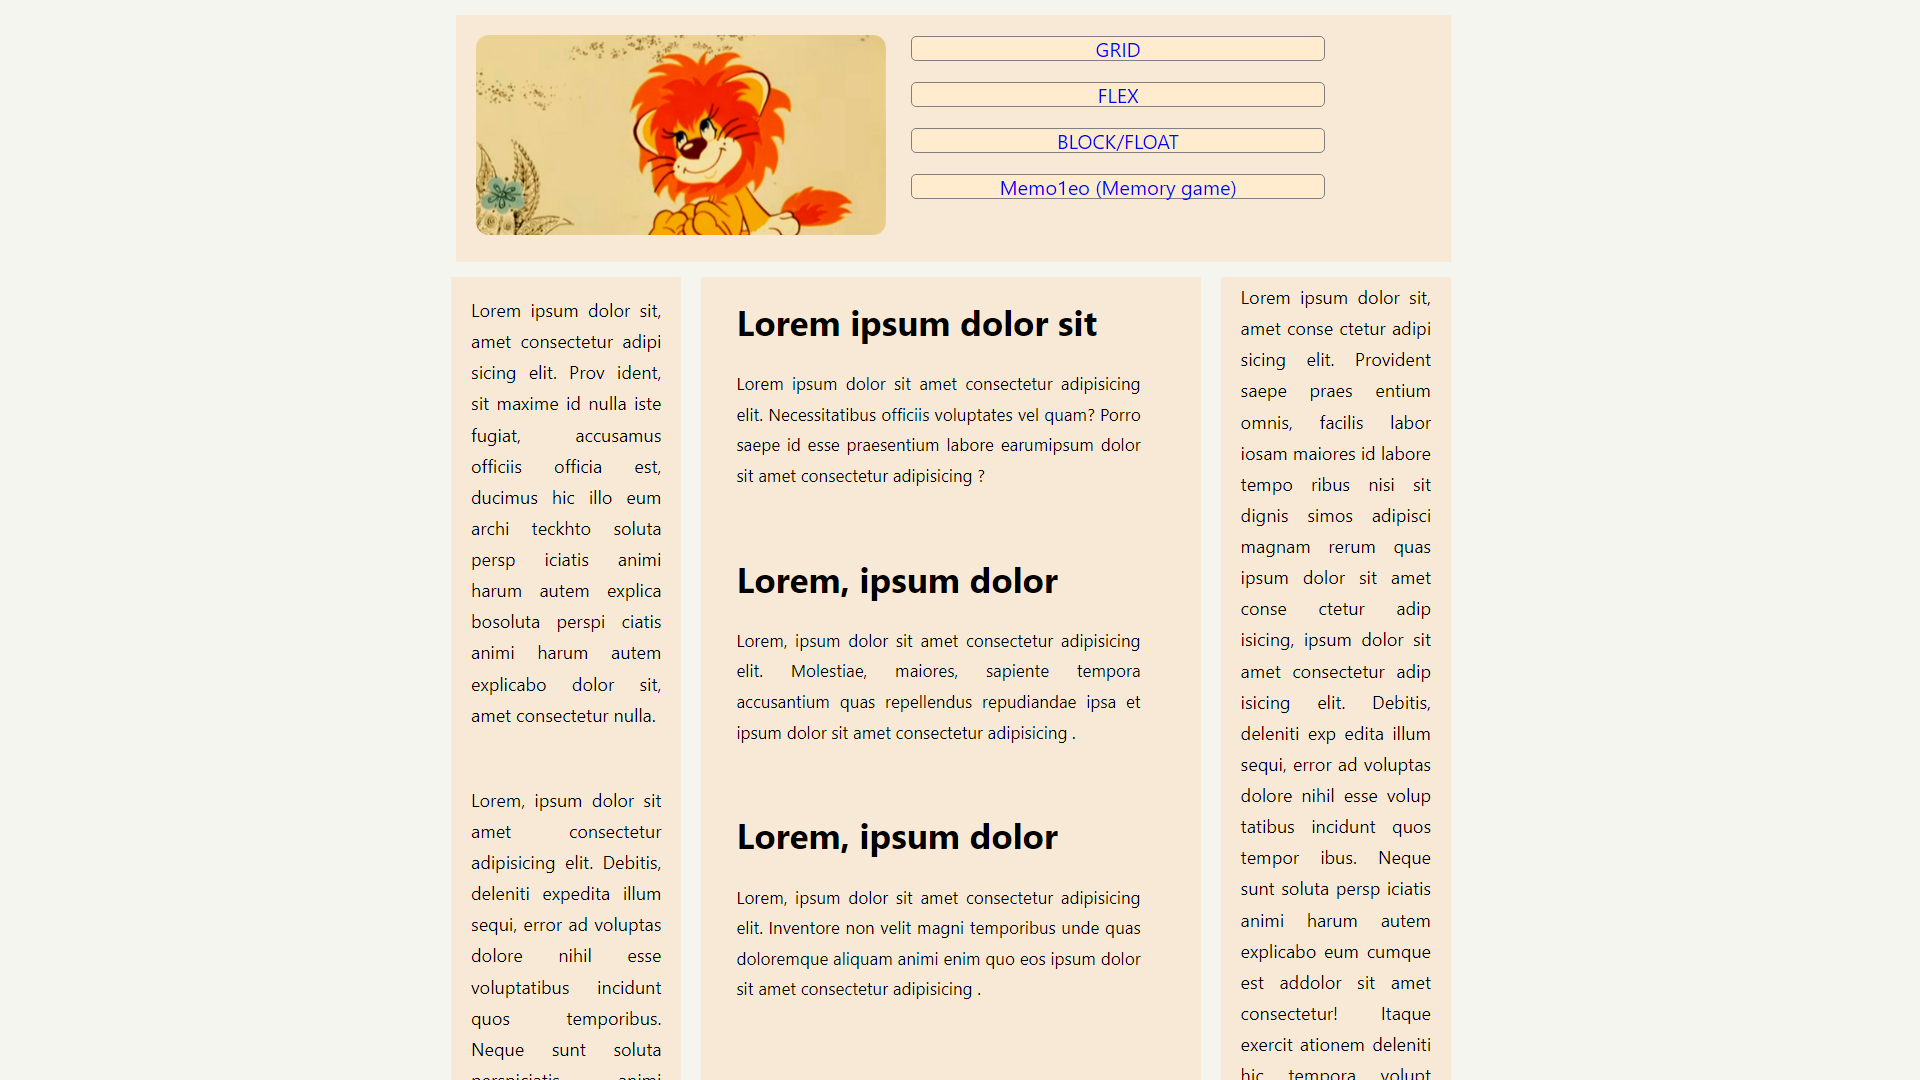 GRID
FLEX
BLOCK/FLOAT
Memo1eo (Memory game)
Lorem ipsum dolor sit,
amet consectetur adipi
sicing elit. Prov ident,
sit maxime id nulla iste
fugiat, accusamus
officiis officia est,
ducimus hic illo eum
archi teckhto soluta
persp iciatis animi
harum autem explica
bosoluta perspi ciatis
animi harum autem
explicabo dolor sit,
amet consectetur nulla.
Lorem, ipsum dolor sit
amet consectetur
adipisicing elit. Debitis,
deleniti expedita illum
sequi, error ad voluptas
dolore nihil esse
voluptatibus incidunt
quos temporibus.
Neque sunt soluta
perspiciatis animi
Lorem ipsum dolor sit
Lorem ipsum dolor sit amet consectetur adipisicing
elit. Necessitatibus officiis voluptates vel quam? Porro
saepe id esse praesentium labore earumipsum dolor
sit amet consectetur adipisicing ?
Lorem, ipsum dolor
Lorem, ipsum dolor sit amet consectetur adipisicing
elit. Molestiae, maiores, sapiente tempora
accusantium quas repellendus repudiandae ipsa et
ipsum dolor sit amet consectetur adipisicing .
Lorem, ipsum dolor
Lorem, ipsum dolor sit amet consectetur adipisicing
elit. Inventore non velit magni temporibus unde quas
doloremque aliquam animi enim quo eos ipsum dolor
sit amet consectetur adipisicing .
Lorem ipsum dolor sit,
amet conse ctetur adipi
sicing elit. Provident
saepe praes entium
omnis, facilis labor
iosam maiores id labore
tempo ribus nisi sit
dignis simos adipisci
magnam rerum quas
ipsum dolor sit amet
conse ctetur adip
isicing, ipsum dolor sit
amet consectetur adip
isicing elit. Debitis,
deleniti exp edita illum
sequi, error ad voluptas
dolore nihil esse volup
tatibus incidunt quos
tempor ibus. Neque
sunt soluta persp iciatis
animi harum autem
explicabo eum cumque
est addolor sit amet
consectetur! Itaque
exercit ationem deleniti
hic tempora volupt